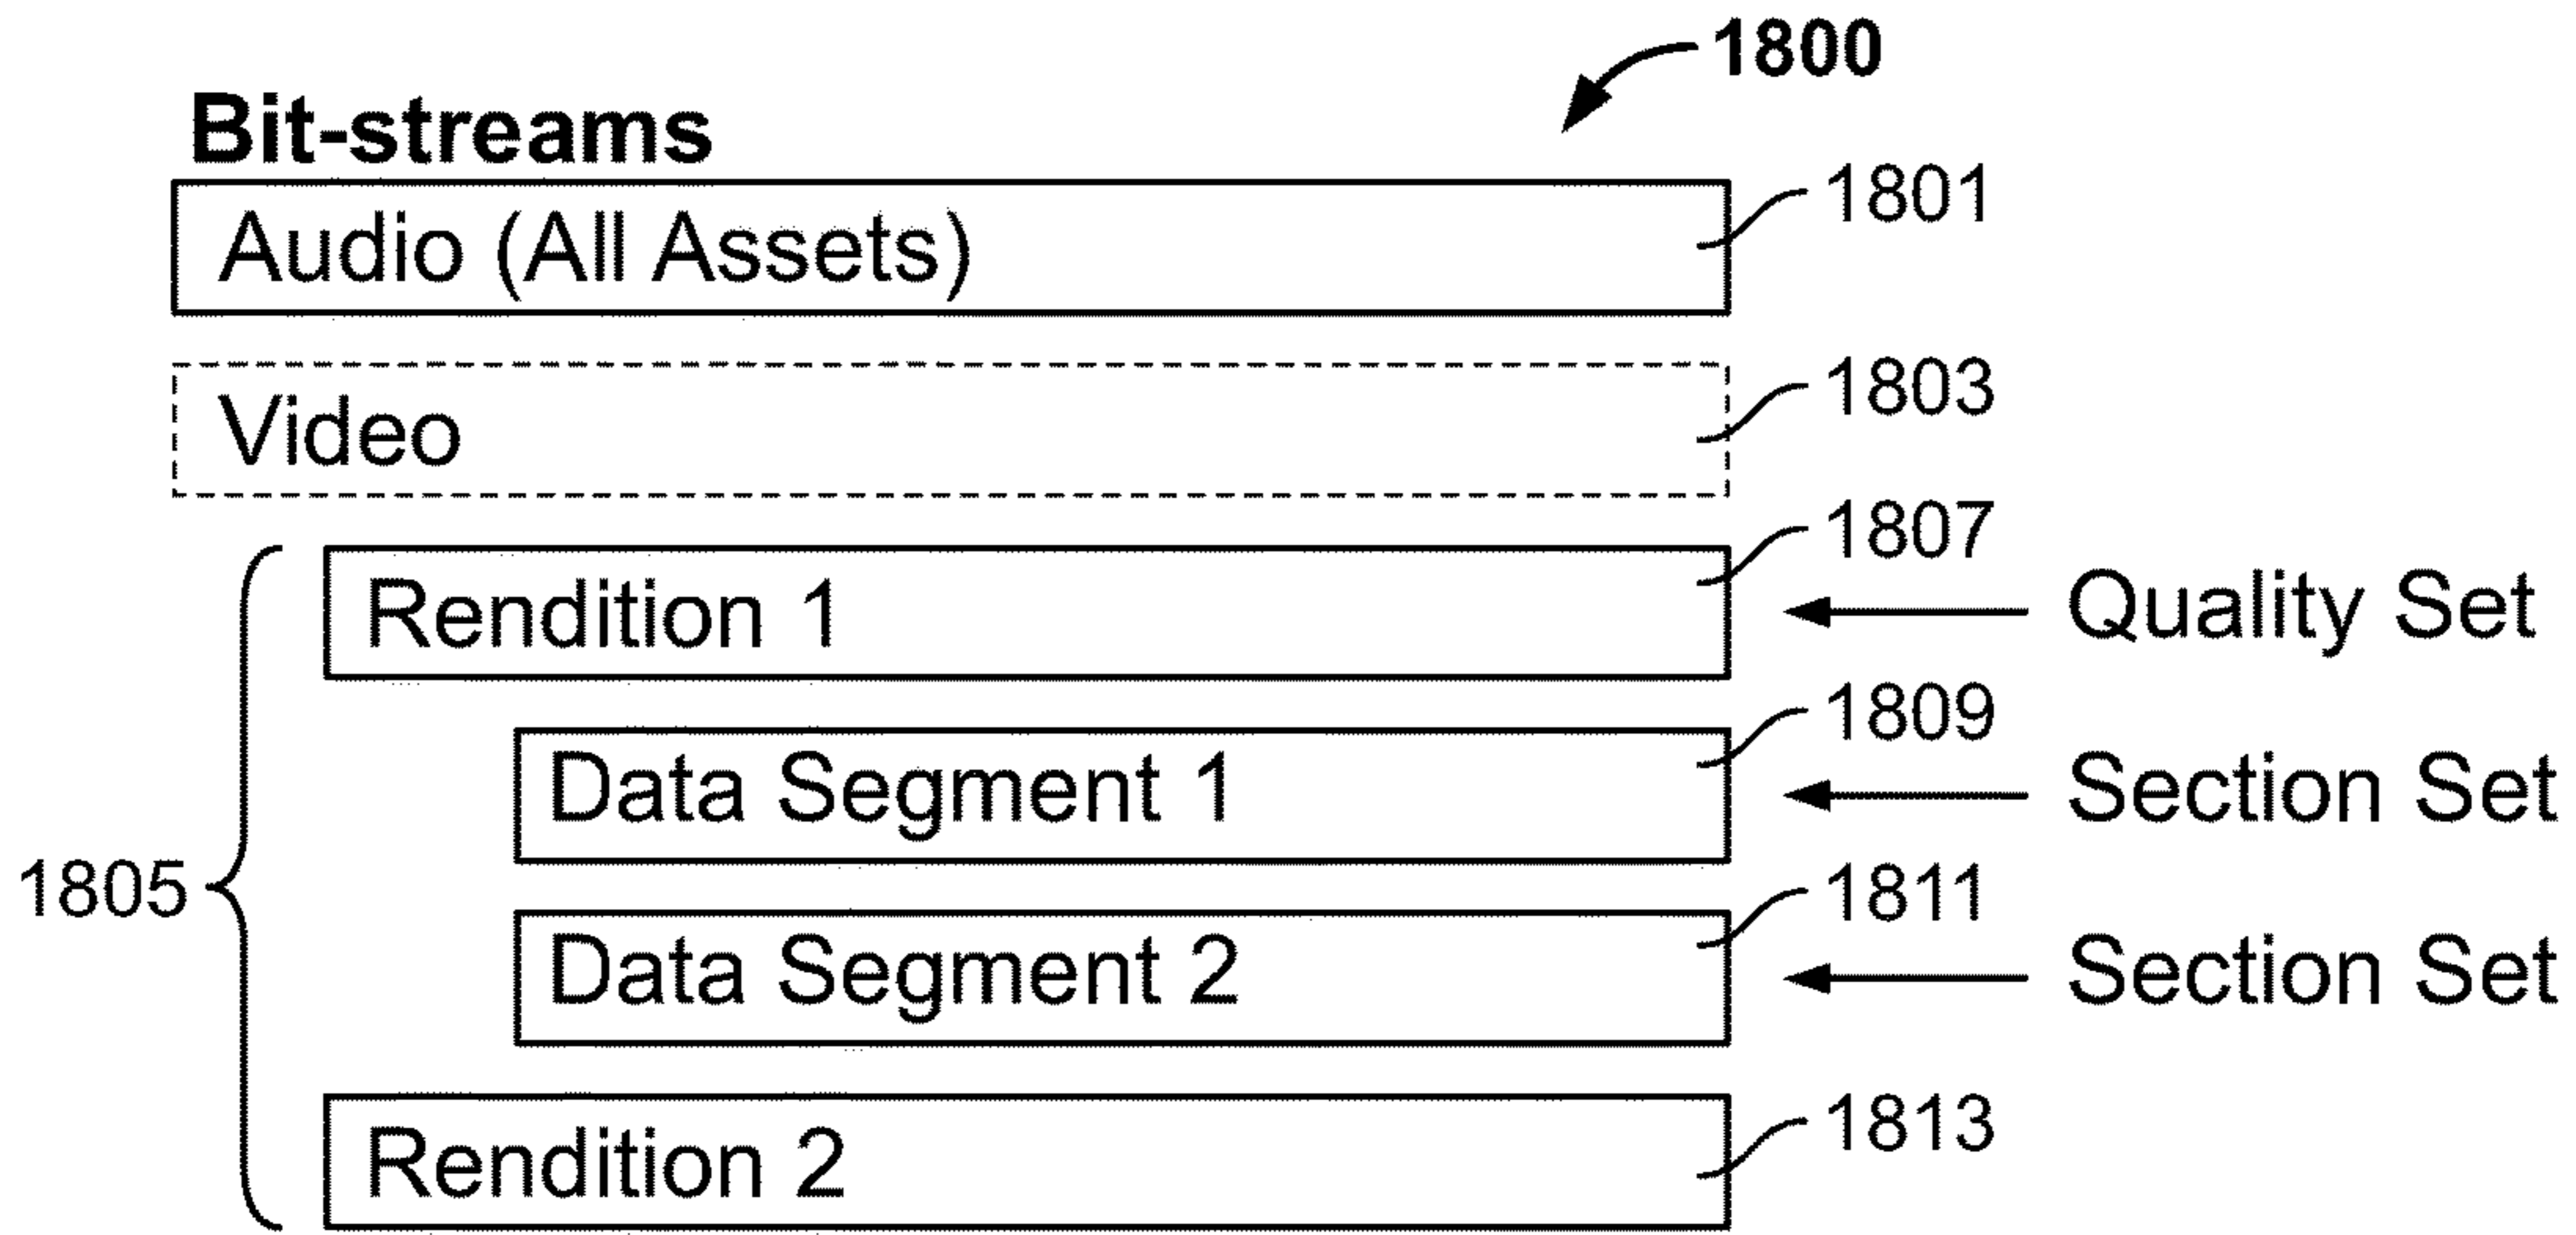 1800
Bit-streams
1801
Audio (All Assets)
1803
Video
1807
Rendition 1
Quality Set
1809
Data Segment 1
Section Set
1805
1811
Data Segment 2
Section Set
1813
Rendition 2